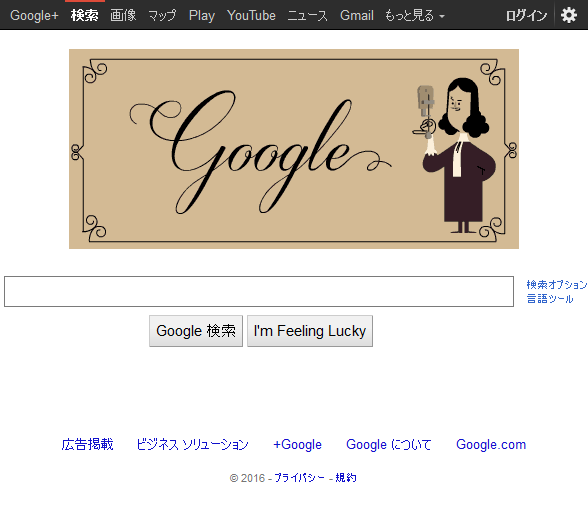 Google+ 検索 画像 マップ Play YouTube ニュース Gmail もっと見る ログイン
Google
検索オプション
言語ツール
Google 検索 I'm Feeling Lucky
広告掲載 ビジネス ソリューション +Google Google について Google.com
© 2016 - プライバシー - 規約